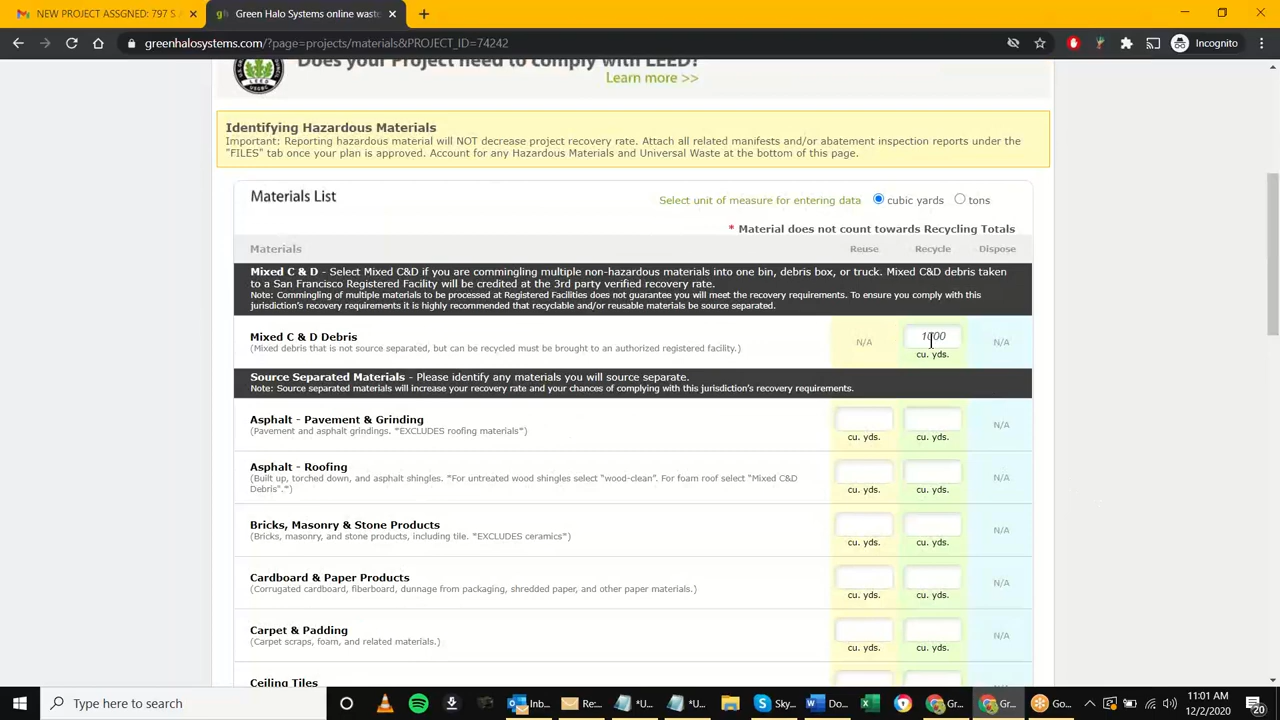 NEW PROJECT ASSGNED: 797 S
Green Halo Systems online wast
greenhalosystems.com/?page=projects/materials&PROJECT_ID=74242
Incognito
Does your Project need to comply with LEED?
Learn more >>
Identifying Hazardous Materials
Important: Reporting hazardous material will NOT decrease project recovery rate. Attach all related manifests and/or abatement inspection reports under the
"FILES" tab once your plan is approved. Account for any Hazardous Materials and Universal Waste at the bottom of this page.
Materials List
Select unit of measure for entering data cubic yards tons
* Material does not count towards Recycling Totals
Materials Reuse Recycle Dispose
Mixed C & D - Select Mixed C&D if you are commingling multiple non-hazardous materials into one bin, debris box, or truck. Mixed C&D debris taken
to a San Francisco Registered Facility will be credited at the 3rd party verified recovery rate.
Note: Commingling of multiple materials to be processed at Registered Facilities does not guarantee you will meet the recovery requirements. To ensure you comply with this
jurisdiction's recovery requirements it is highly recommended that recyclable and/or reusable materials be source separated.
Mixed C & D Debris
(Mixed debris that is not source separated, but can be recycled must be brought to an authorized registered facility.)
N/A 1000 cu. yds. N/A
Source Separated Materials - Please identify any materials you will source separate.
Note: Source separated materials will increase your recovery rate and your chances of complying with this jurisdiction's recovery requirements.
Asphalt - Pavement & Grinding
(Pavement and asphalt grindings. *EXCLUDES roofing materials*)
cu. yds. cu. yds. N/A
Asphalt - Roofing
(Built up, torched down, and asphalt shingles. *For untreated wood shingles select "wood-clean". For foam roof select "Mixed C&D
Debris".*)
cu. yds. cu. yds. N/A
Bricks, Masonry & Stone Products
(Bricks, masonry, and stone products, including tile. *EXCLUDES ceramics*)
cu. yds. cu. yds. N/A
Cardboard & Paper Products
(Corrugated cardboard, fiberboard, dunnage from packaging, shredded paper, and other paper materials.)
cu. yds. cu. yds. N/A
Carpet & Padding
(Carpet scraps, foam, and related materials.)
cu. yds. cu. yds. N/A
Ceiling Tiles
Type here to search
Inb...
Re:...
*U...
*U...
Sky...
Do...
Gr...
Gr...
Go...
11:01 AM
12/2/2020
20